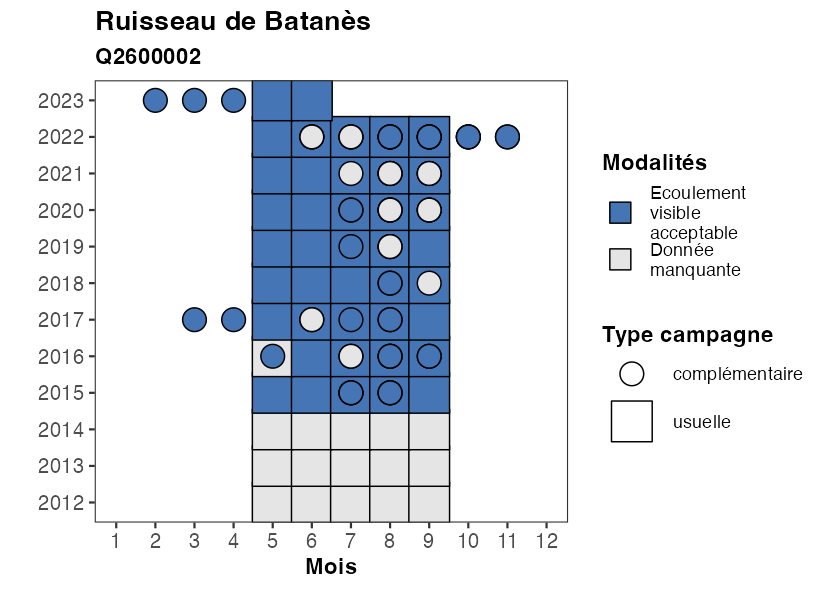 Ruisseau de Batanès
Q2600002
2023
2022
2021
2020
2019
2018
2017
2016
2015
2014
2013
2012
1 2 3 4 5 6 7 8 9 10 11 12
Mois
Modalités
Ecoulement
visible
acceptable
Donnée
manquante
Type campagne
complémentaire
usuelle